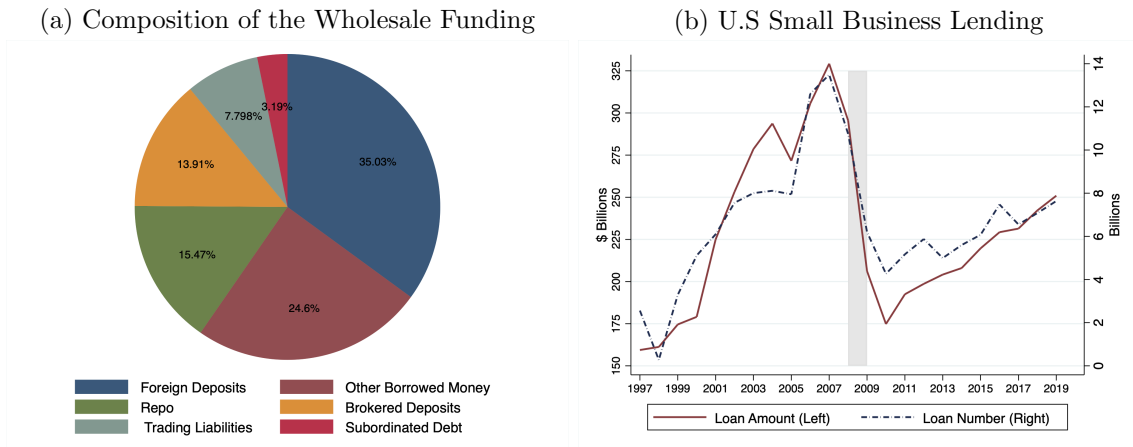 (a) Composition of the Wholesale Funding
3.19%
7.798%
35.03%
13.91%
15.47%
24.6%
Foreign Deposits
Other Borrowed Money
Repo
Brokered Deposits
Trading Liabilities
Subordinated Debt
(b) U.S Small Business Lending
$ Billions
325
300
275
250
225
200
175
150
14
12
10
8
6
4
2
0
Billions
1997 1999 2001 2003 2005 2007 2009 2011 2013 2015 2017 2019
Loan Amount (Left)
Loan Number (Right)